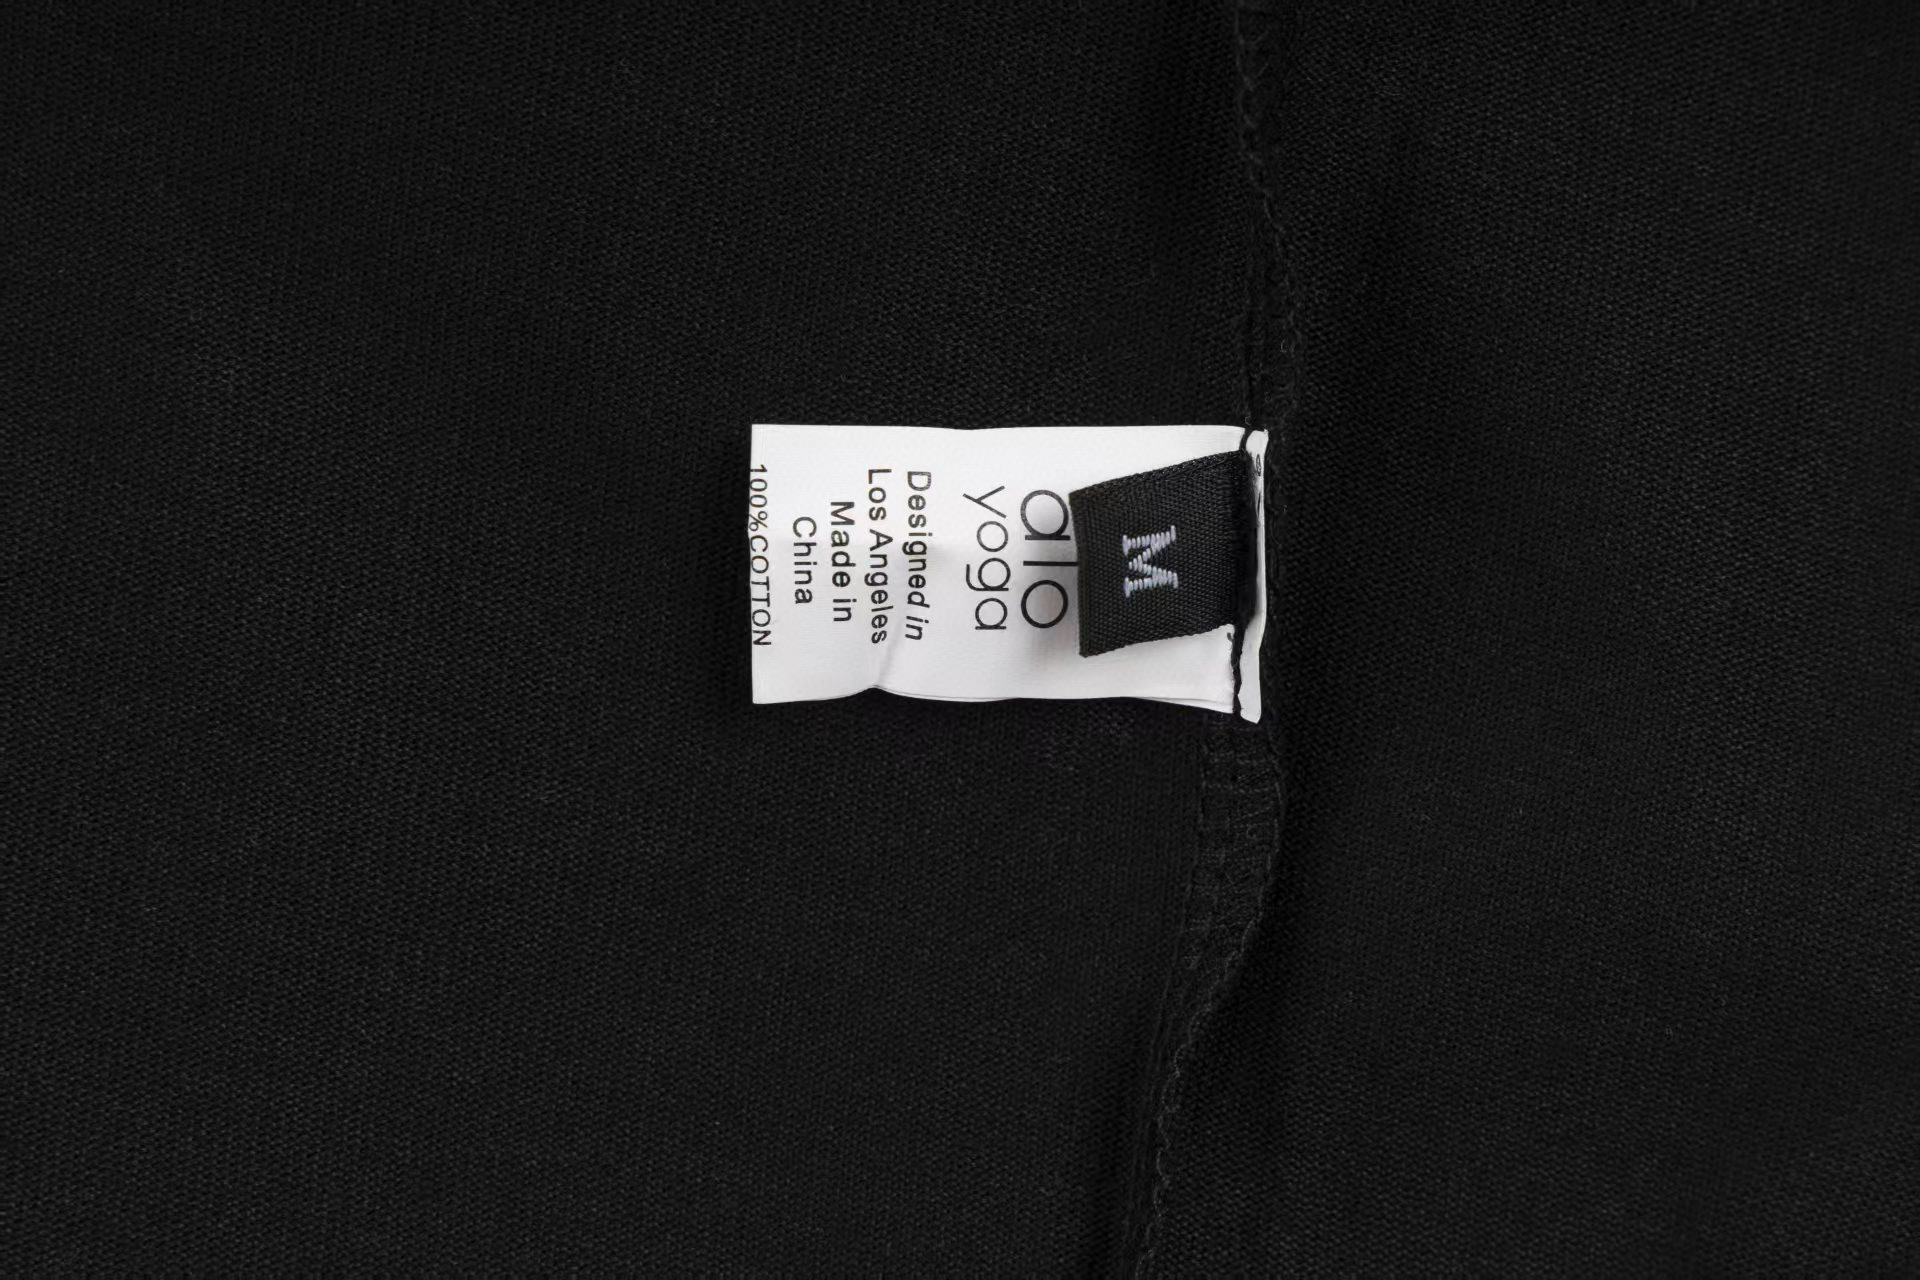 M
alo
yoga
Designed in
Los Angeles
Made in
China
100%COTTON